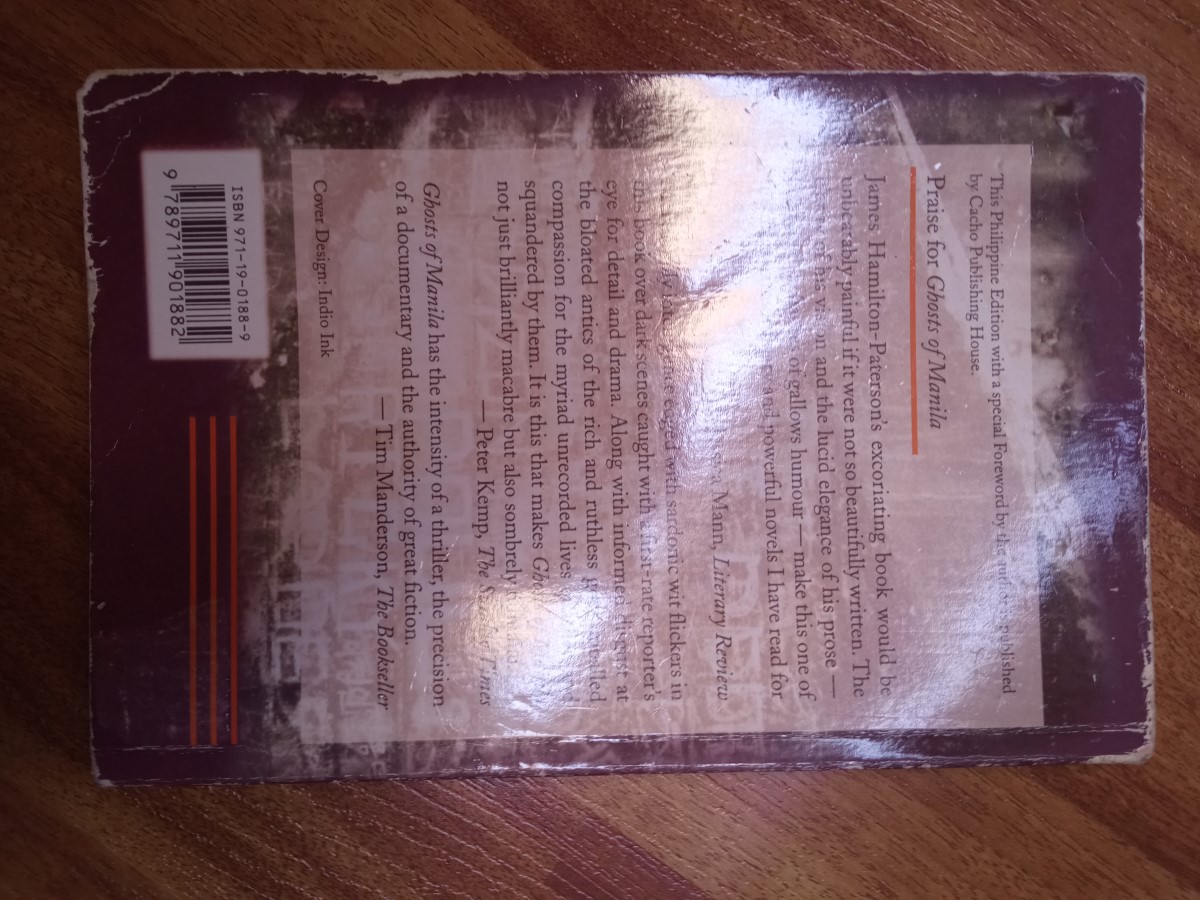 This Philippine Edition with a special Foreword by the author published
by Cacho Publishing House.
Praise for Ghosts of Manila
James Hamilton-Paterson's excoriating book would be
unbearably painful if it were not so beautifully written. The
vision and the lucid elegance of his prose —
of gallows humour — make this one of
and powerful novels I have read for
Mann, Literary Review
with sardonic wit flickers in
this book over dark scenes caught with first-rate reporter's
eye for detail and drama. Along with informed disgust at
the bloated antics of the rich and ruthless
compassion for the myriad unrecorded lives
squandered by them. It is this that makes
not just brilliantly macabre but also sombrely
— Peter Kemp, The Times
Ghosts of Manila has the intensity of a thriller, the precision
of a documentary and the authority of great fiction.
— Tim Manderson, The Bookseller
Cover Design: Indio Ink
ISBN 971-19-0188-9
9 789711 901882